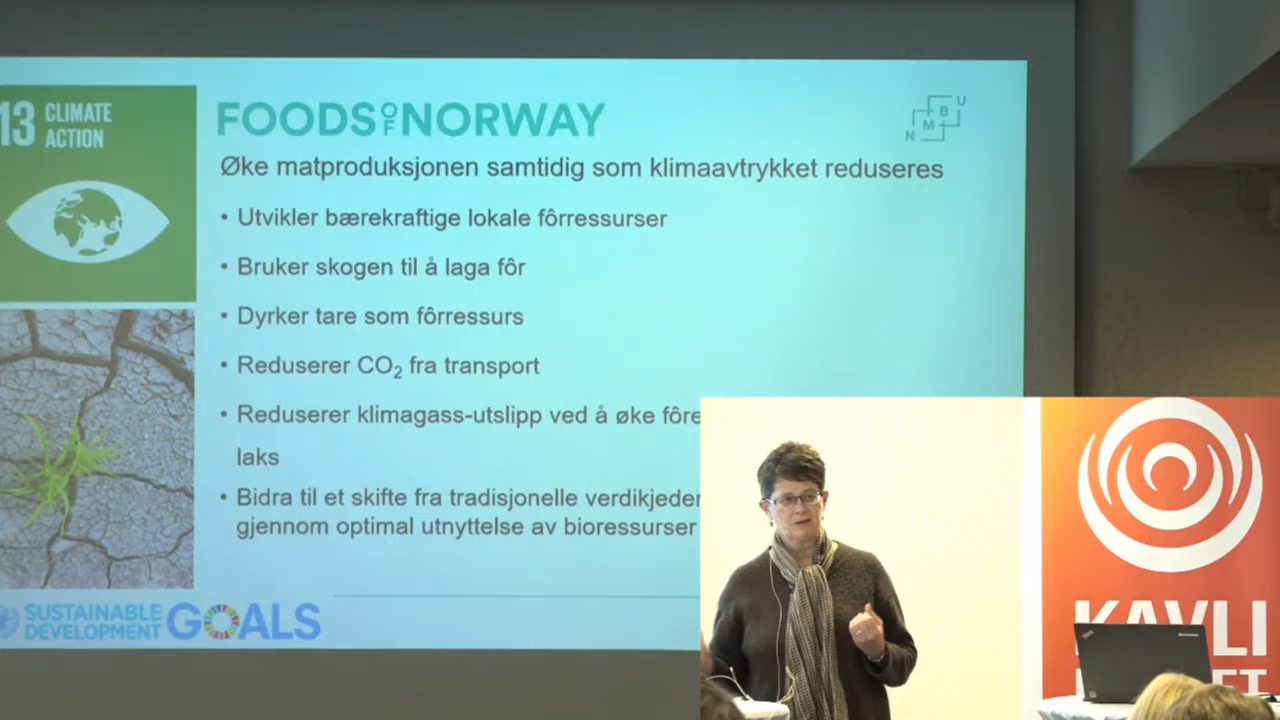 13 CLIMATE
ACTION
FOODS OF NORWAY
N M B U
Øke matproduksjonen samtidig som klimaavtrykket reduseres
• Utvikler bærekraftige lokale fôrressurser
• Bruker skogen til å laga fôr
• Dyrker tare som fôrressurs
• Reduserer CO₂ fra transport
• Reduserer klimagass-utslipp ved å øke fôre
laks
• Bidra til et skifte fra tradisjonelle verdikjeder
gjennom optimal utnyttelse av bioressurser
SUSTAINABLE
DEVELOPMENT
GOALS
KAVLI